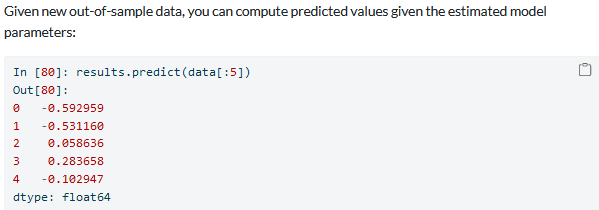 Given new out-of-sample data, you can compute predicted values given the estimated model
parameters:
In [80]: results.predict(data[:5])
Out[80]:
0   -0.592959
1   -0.531160
2    0.058636
3    0.283658
4   -0.102947
dtype: float64